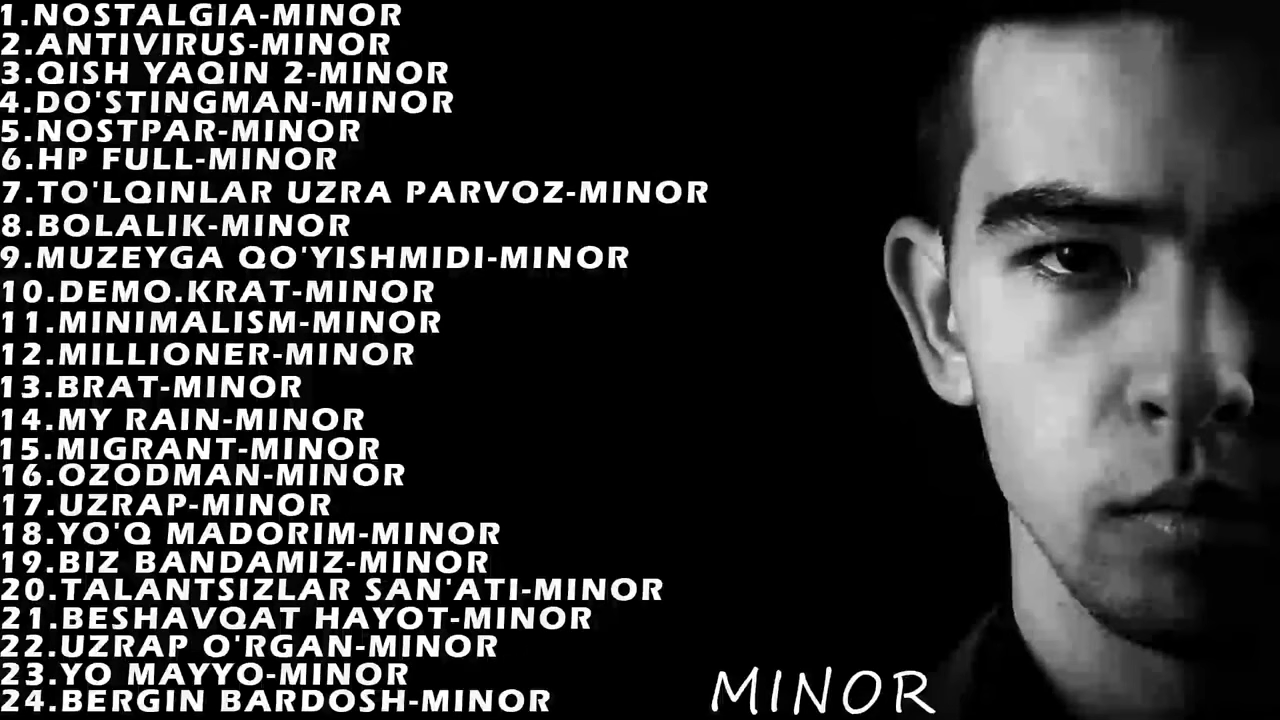 1.NOSTALGIA-MINOR
2.ANTIVIRUS-MINOR
3.QISH YAQIN 2-MINOR
4.DO'STINGMAN-MINOR
5.NOSTPAR-MINOR
6.HP FULL-MINOR
7.TO'LQINLAR UZRA PARVOZ-MINOR
8.BOLALIK-MINOR
9.MUZEYGA QO'YISHMIDI-MINOR
10.DEMO.KRAT-MINOR
11.MINIMALISM-MINOR
12.MILLIONER-MINOR
13.BRAT-MINOR
14.MY RAIN-MINOR
15.MIGRANT-MINOR
16.OZODMAN-MINOR
17.UZRAP-MINOR
18.YO'Q MADORIM-MINOR
19.BIZ BANDAMIZ-MINOR
20.TALANTSIZLAR SAN'ATI-MINOR
21.BESHAVQAT HAYOT-MINOR
22.UZRAP O'RGAN-MINOR
23.YO MAYYO-MINOR
24.BERGIN BARDOSH-MINOR
MINOR